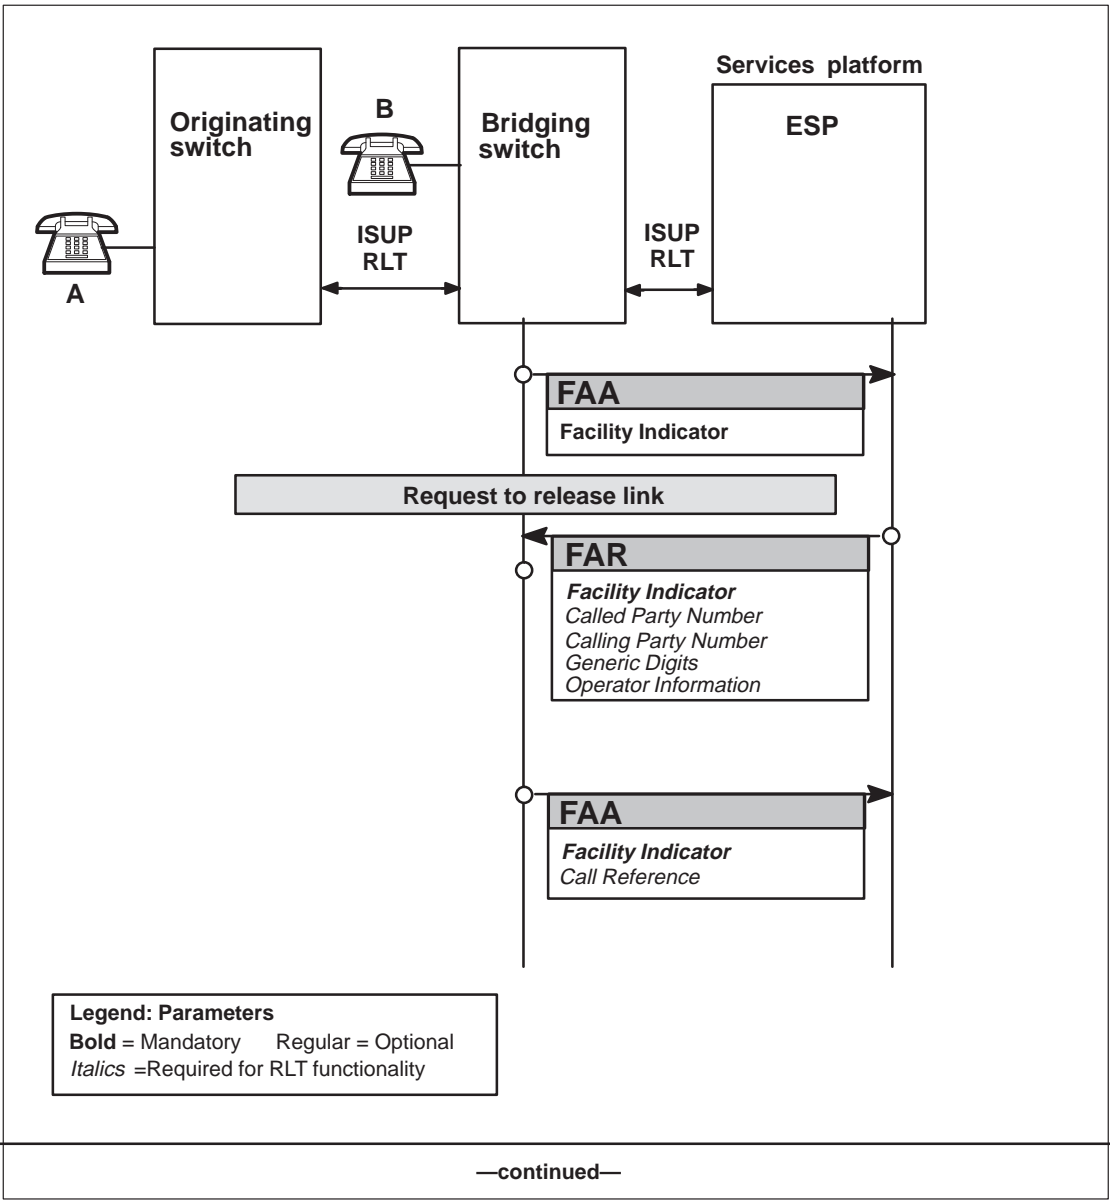 Services platform
Originating
switch
B
Bridging
switch
ESP
ISUP
RLT
ISUP
RLT
A
FAA
Facility Indicator
Request to release link
FAR
Facility Indicator
Called Party Number
Calling Party Number
Generic Digits
Operator Information
FAA
Facility Indicator
Call Reference
Legend: Parameters
Bold = Mandatory Regular = Optional
Italics =Required for RLT functionality
—continued—